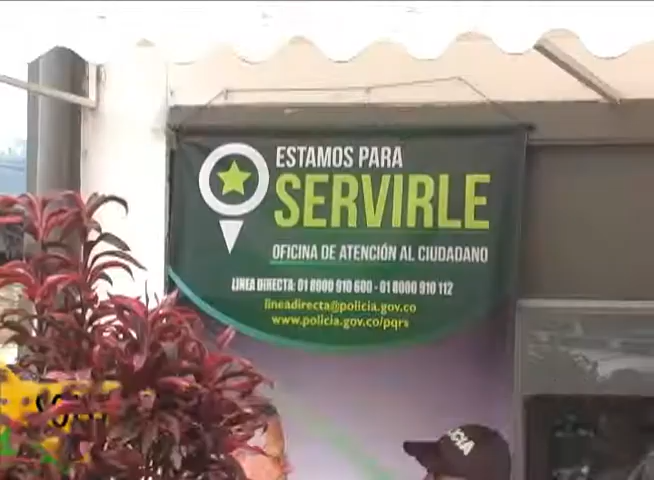 ESTAMOS PARA
SERVIRLE
OFICINA DE ATENCIÓN AL CIUDADANO
LINEA DIRECTA: 01 8000 910 600 - 01 8000 910 112
lineadirecta@policia.gov.co
www.policia.gov.co/pqrs